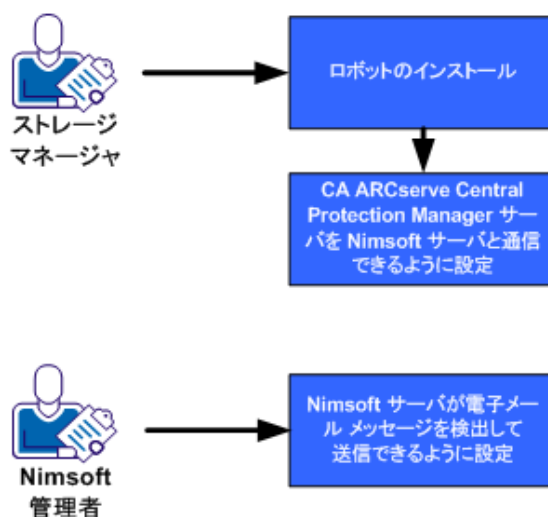 ストレージ
マネージャ
ロボットのインストール
CA ARCserve Central
Protection Manager サー
バを Nimsoft サーバと通信
できるように設定
Nimsoft
管理者
Nimsoft サーバが電子メー
ル メッセージを検出して
送信できるように設定